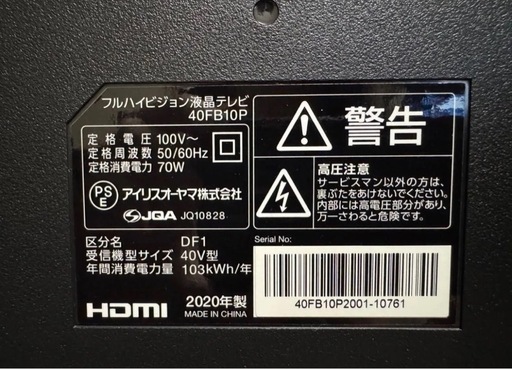 フルハイビジョン液晶テレビ
40FB10P
定格電圧 100V～
定格周波数 50/60Hz
定格消費電力 70W
PS
E
アイリスオーヤマ株式会社
JQA JQ10828
区分名 DF1
受信機型サイズ 40V型
年間消費電力量 103kWh/年
HDMI
2020年製
MADE IN CHINA
警告
高圧注意
サービスマン以外の方は、
裏ぶたをあけないでください。
内部には高電圧部分があり、
万一さわると危険です。
Serial No:
40FB10P2001-10761